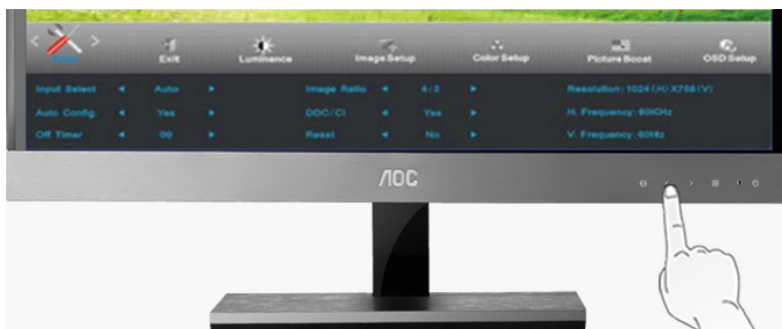 Extra
Exit
Luminance
Image Setup
Color Setup
Picture Boost
OSD Setup
Input Select Auto Image Ratio 4:3 Resolution: 1024 (H) X768 (V)
Auto Config. Yes DDC/CI Yes H. Frequency: 60KHz
Off Timer 00 Reset No V. Frequency: 60Hz
AOC